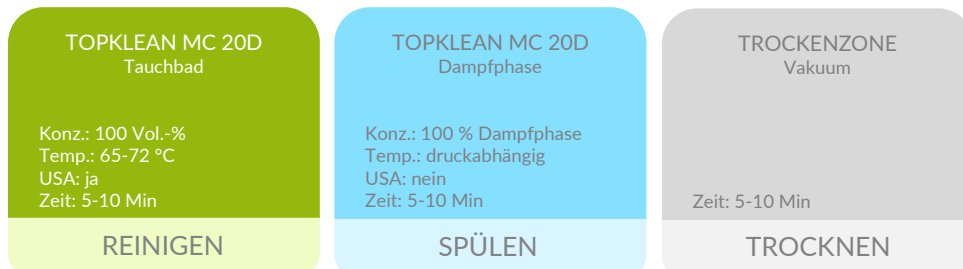 TOPKLEAN MC 20D
Tauchbad
Konz.: 100 Vol.-%
Temp.: 65-72 °C
USA: ja
Zeit: 5-10 Min
REINIGEN
TOPKLEAN MC 20D
Dampfphase
Konz.: 100 % Dampfphase
Temp.: druckabhängig
USA: nein
Zeit: 5-10 Min
SPÜLEN
TROCKENZONE
Vakuum
Zeit: 5-10 Min
TROCKNEN